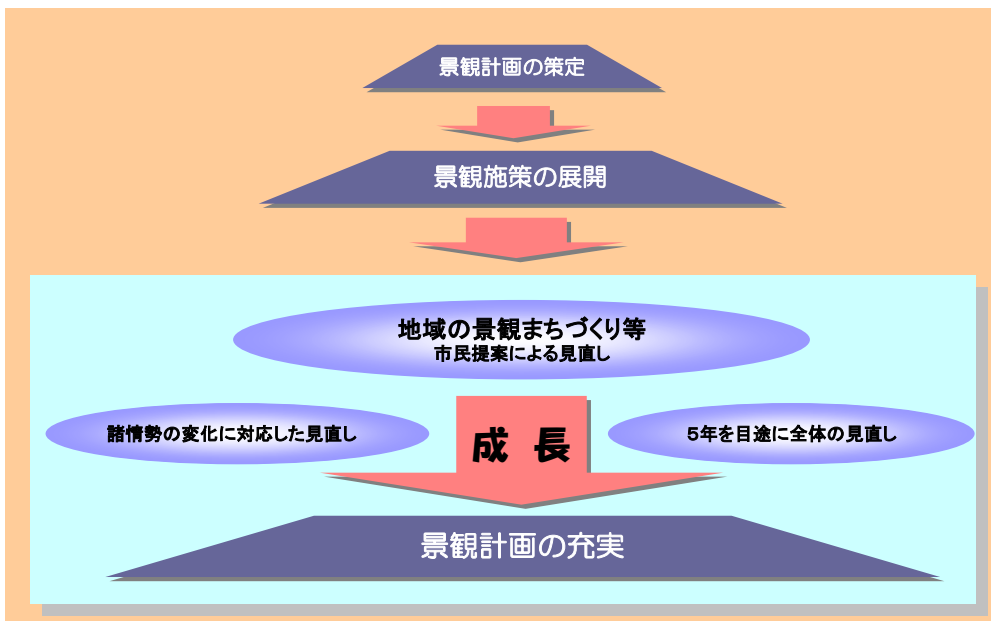 景観計画の策定
景観施策の展開
地域の景観まちづくり等
市民提案による見直し
諸情勢の変化に対応した見直し
成 長
５年を目途に全体の見直し
景観計画の充実